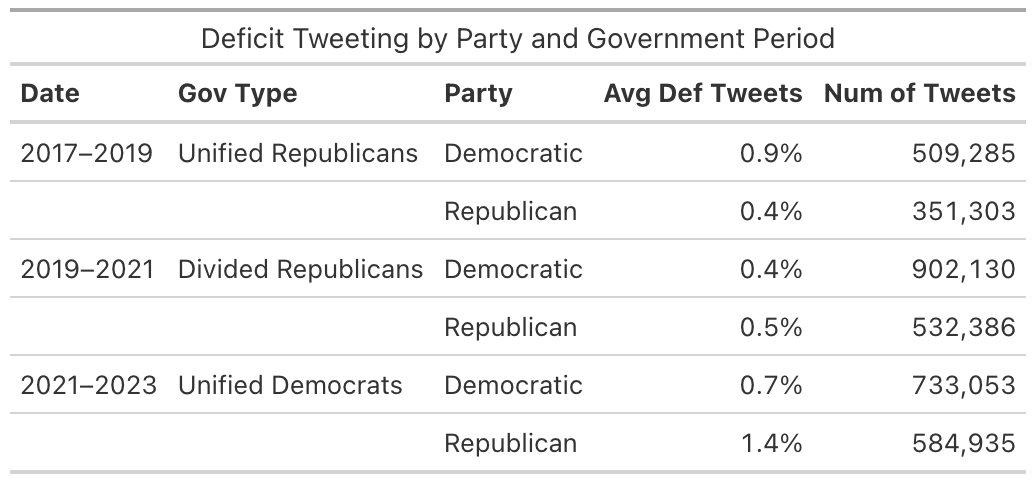 Deficit Tweeting by Party and Government Period
Date Gov Type Party Avg Def Tweets Num of Tweets
2017–2019 Unified Republicans Democratic 0.9% 509,285
Republican 0.4% 351,303
2019–2021 Divided Republicans Democratic 0.4% 902,130
Republican 0.5% 532,386
2021–2023 Unified Democrats Democratic 0.7% 733,053
Republican 1.4% 584,935